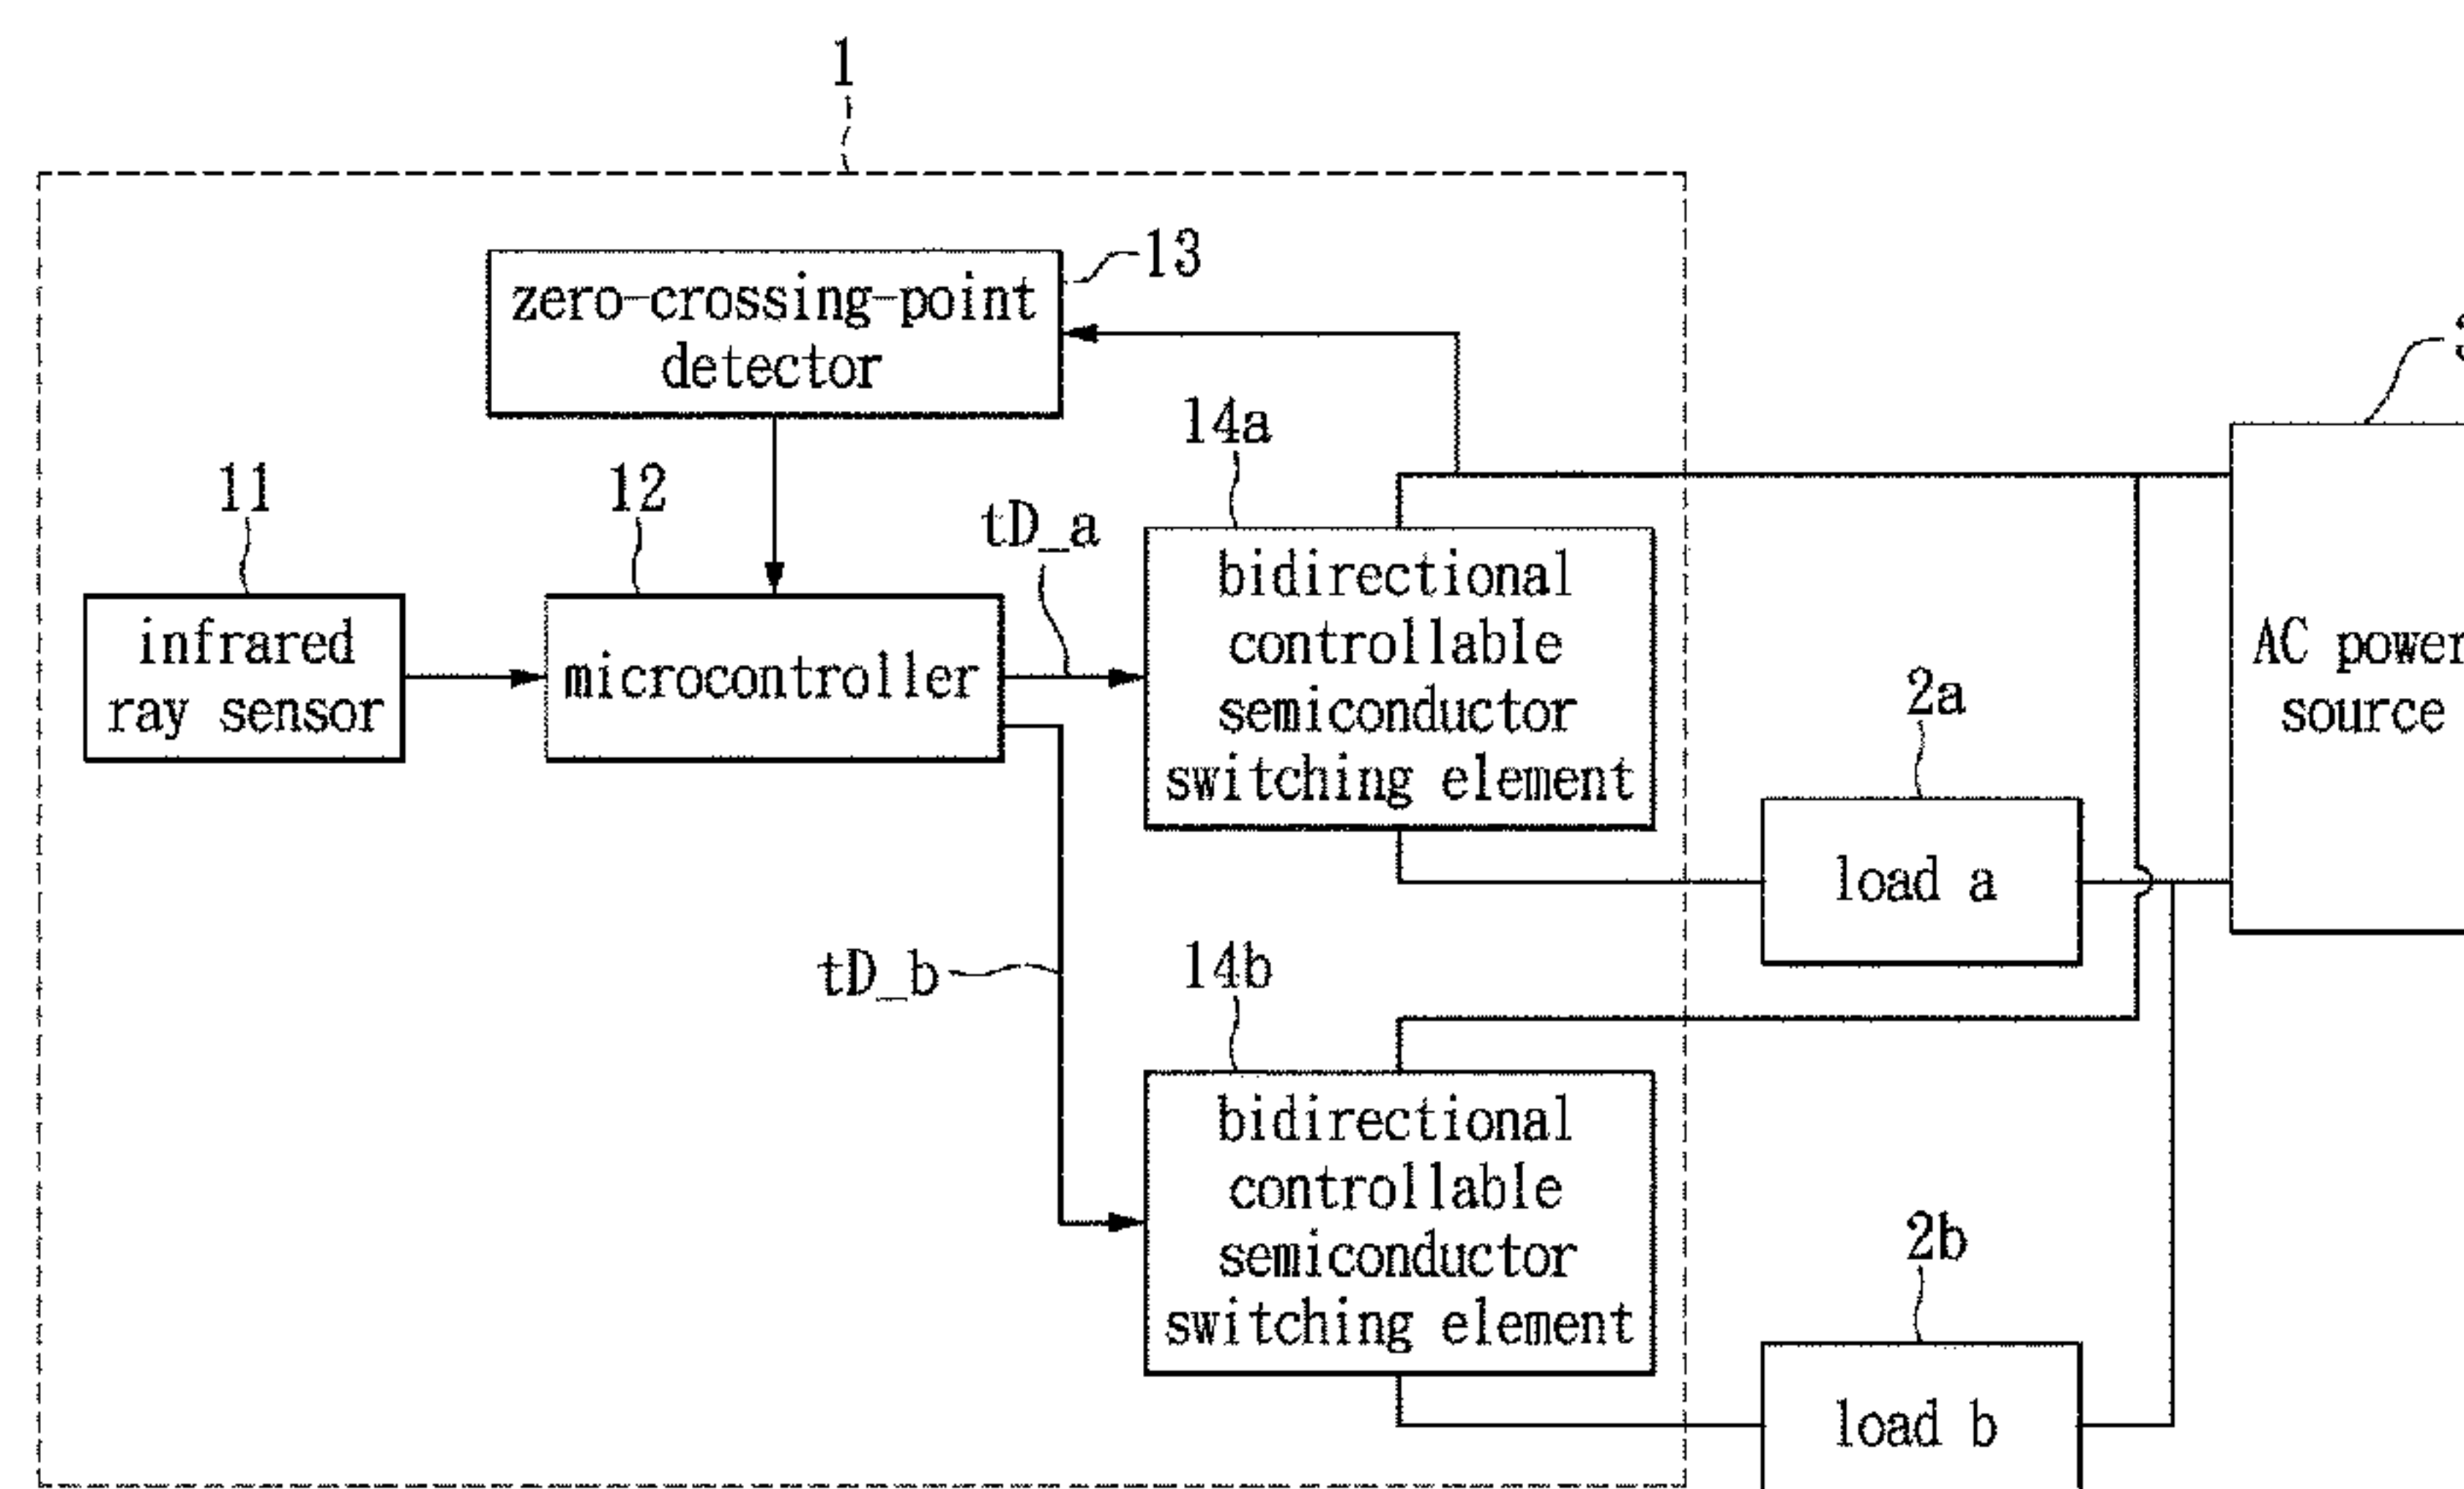 1
zero-crossing-point
detector
13
14a
11
12
tD_a
infrared
ray sensor
microcontroller
bidirectional
controllable
semiconductor
switching element
AC power
source
2a
load a
tD_b
14b
bidirectional
controllable
semiconductor
switching element
2b
load b